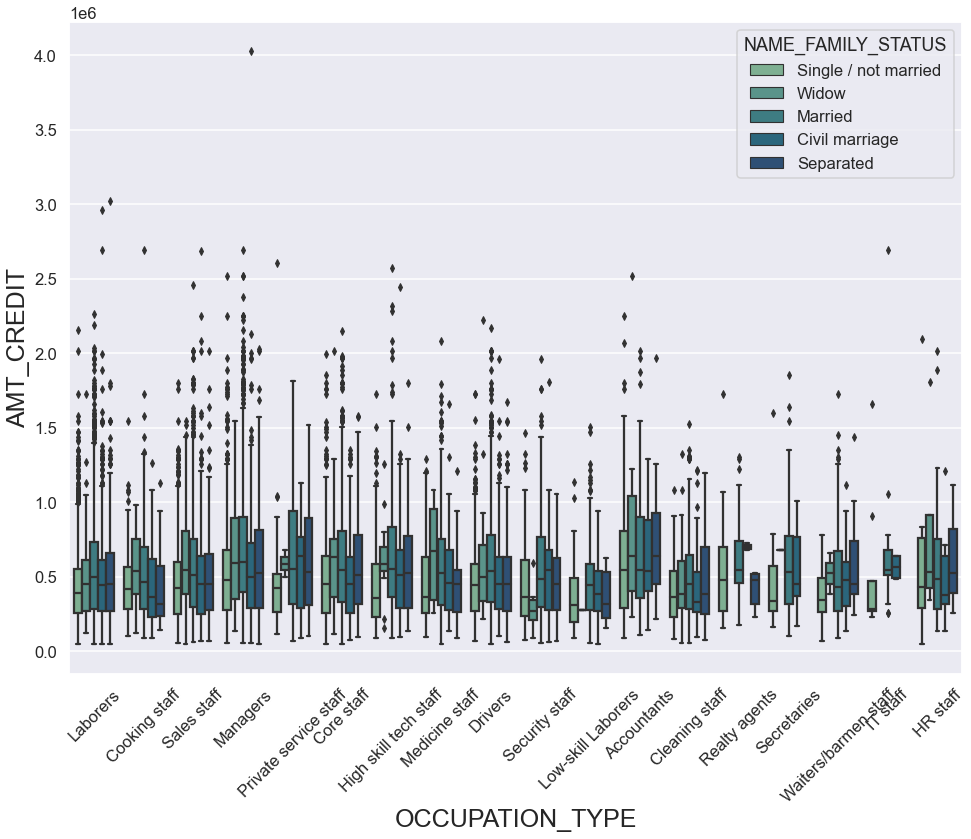 1e6
4.0
3.5
3.0
2.5
2.0
1.5
1.0
0.5
0.0
AMT_CREDIT
NAME_FAMILY_STATUS
Single / not married
Widow
Married
Civil marriage
Separated
Laborers
Cooking staff
Sales staff
Managers
Private service staff
Core staff
High skill tech staff
Medicine staff
Drivers
Security staff
Low-skill Laborers
Accountants
Cleaning staff
Realty agents
Secretaries
Waiters/barmen staff
IT staff
HR staff
OCCUPATION_TYPE